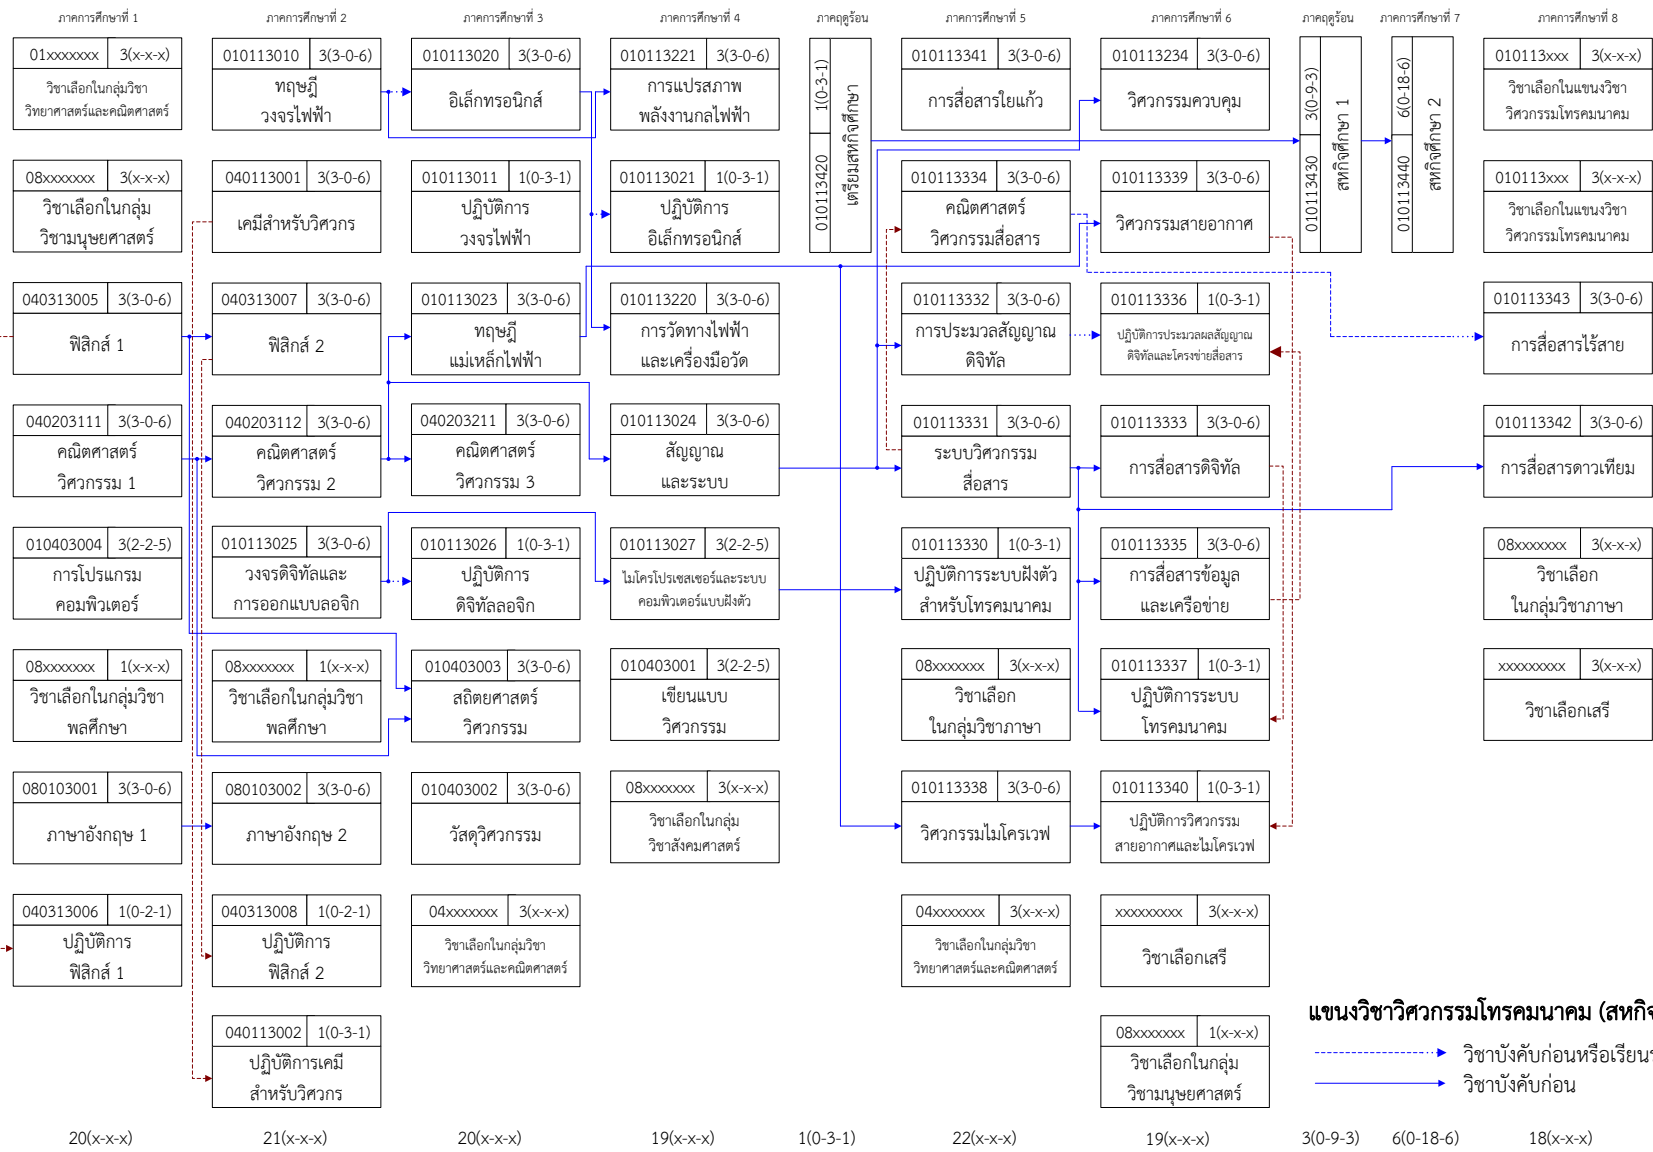 ภาคการศึกษาที่ 1
ภาคการศึกษาที่ 2
ภาคการศึกษาที่ 3
ภาคการศึกษาที่ 4
ภาคฤดูร้อน
ภาคการศึกษาที่ 5
ภาคการศึกษาที่ 6
ภาคฤดูร้อน
ภาคการศึกษาที่ 7
ภาคการศึกษาที่ 8
01xxxxxxx 3(x-x-x)
วิชาเลือกในกลุ่มวิชา
วิทยาศาสตร์และคณิตศาสตร์
08xxxxxxx 3(x-x-x)
วิชาเลือกในกลุ่ม
วิชามนุษยศาสตร์
040313005 3(3-0-6)
ฟิสิกส์ 1
040203111 3(3-0-6)
คณิตศาสตร์
วิศวกรรม 1
010403004 3(2-2-5)
การโปรแกรม
คอมพิวเตอร์
08xxxxxxx 1(x-x-x)
วิชาเลือกในกลุ่มวิชา
พลศึกษา
080103001 3(3-0-6)
ภาษาอังกฤษ 1
040313006 1(0-2-1)
ปฏิบัติการ
ฟิสิกส์ 1
20(x-x-x)
010113010 3(3-0-6)
ทฤษฎี
วงจรไฟฟ้า
040113001 3(3-0-6)
เคมีสำหรับวิศวกร
040313007 3(3-0-6)
ฟิสิกส์ 2
040203112 3(3-0-6)
คณิตศาสตร์
วิศวกรรม 2
010113025 3(3-0-6)
วงจรดิจิทัลและ
การออกแบบลอจิก
08xxxxxxx 1(x-x-x)
วิชาเลือกในกลุ่มวิชา
พลศึกษา
080103002 3(3-0-6)
ภาษาอังกฤษ 2
040313008 1(0-2-1)
ปฏิบัติการ
ฟิสิกส์ 2
040113002 1(0-3-1)
ปฏิบัติการเคมี
สำหรับวิศวกร
21(x-x-x)
010113020 3(3-0-6)
อิเล็กทรอนิกส์
010113011 1(0-3-1)
ปฏิบัติการ
วงจรไฟฟ้า
010113023 3(3-0-6)
ทฤษฎี
แม่เหล็กไฟฟ้า
040203211 3(3-0-6)
คณิตศาสตร์
วิศวกรรม 3
010113026 1(0-3-1)
ปฏิบัติการ
ดิจิทัลลอจิก
010403003 3(3-0-6)
สถิตยศาสตร์
วิศวกรรม
010403002 3(3-0-6)
วัสดุวิศวกรรม
04xxxxxxx 3(x-x-x)
วิชาเลือกในกลุ่มวิชา
วิทยาศาสตร์และคณิตศาสตร์
20(x-x-x)
010113221 3(3-0-6)
การแปรสภาพ
พลังงานกลไฟฟ้า
010113021 1(0-3-1)
ปฏิบัติการ
อิเล็กทรอนิกส์
010113220 3(3-0-6)
การวัดทางไฟฟ้า
และเครื่องมือวัด
010113024 3(3-0-6)
สัญญาณ
และระบบ
010113027 3(2-2-5)
ไมโครโปรเซสเซอร์และระบบ
คอมพิวเตอร์แบบฝังตัว
010403001 3(2-2-5)
เขียนแบบ
วิศวกรรม
08xxxxxxx 3(x-x-x)
วิชาเลือกในกลุ่ม
วิชาสังคมศาสตร์
19(x-x-x)
010113420 1(0-3-1)
เตรียมสหกิจศึกษา
1(0-3-1)
010113341 3(3-0-6)
การสื่อสารใยแก้ว
010113334 3(3-0-6)
คณิตศาสตร์
วิศวกรรมสื่อสาร
010113332 3(3-0-6)
การประมวลสัญญาณ
ดิจิทัล
010113331 3(3-0-6)
ระบบวิศวกรรม
สื่อสาร
010113330 1(0-3-1)
ปฏิบัติการระบบฝังตัว
สำหรับโทรคมนาคม
08xxxxxxx 3(x-x-x)
วิชาเลือก
ในกลุ่มวิชาภาษา
010113338 3(3-0-6)
วิศวกรรมไมโครเวฟ
04xxxxxxx 3(x-x-x)
วิชาเลือกในกลุ่มวิชา
วิทยาศาสตร์และคณิตศาสตร์
22(x-x-x)
010113234 3(3-0-6)
วิศวกรรมควบคุม
010113339 3(3-0-6)
วิศวกรรมสายอากาศ
010113336 1(0-3-1)
ปฏิบัติการประมวลผลสัญญาณ
ดิจิทัลและโครงข่ายสื่อสาร
010113333 3(3-0-6)
การสื่อสารดิจิทัล
010113335 3(3-0-6)
การสื่อสารข้อมูล
และเครือข่าย
010113337 1(0-3-1)
ปฏิบัติการระบบ
โทรคมนาคม
010113340 1(0-3-1)
ปฏิบัติการวิศวกรรม
สายอากาศและไมโครเวฟ
xxxxxxxxx 3(x-x-x)
วิชาเลือกเสรี
08xxxxxxx 1(x-x-x)
วิชาเลือกในกลุ่ม
วิชามนุษยศาสตร์
19(x-x-x)
010113430 3(0-9-3)
สหกิจศึกษา 1
3(0-9-3)
010113440 6(0-18-6)
สหกิจศึกษา 2
6(0-18-6)
010113xxx 3(x-x-x)
วิชาเลือกในแขนงวิชา
วิศวกรรมโทรคมนาคม
010113xxx 3(x-x-x)
วิชาเลือกในแขนงวิชา
วิศวกรรมโทรคมนาคม
010113343 3(3-0-6)
การสื่อสารไร้สาย
010113342 3(3-0-6)
การสื่อสารดาวเทียม
08xxxxxxx 3(x-x-x)
วิชาเลือก
ในกลุ่มวิชาภาษา
xxxxxxxxx 3(x-x-x)
วิชาเลือกเสรี
18(x-x-x)
แขนงวิชาวิศวกรรมโทรคมนาคม (สหกิจ
วิชาบังคับก่อนหรือเรียน
วิชาบังคับก่อน